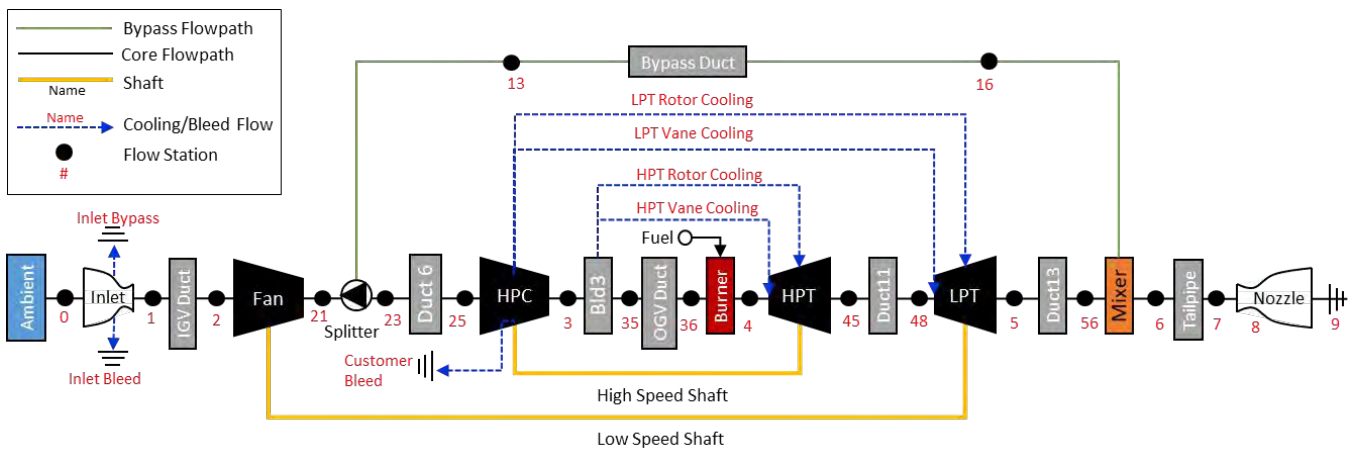 Bypass Flowpath
Core Flowpath
Shaft
Name
Name
Cooling/Bleed Flow
Flow Station
#
13
Bypass Duct
16
LPT Rotor Cooling
LPT Vane Cooling
HPT Rotor Cooling
HPT Vane Cooling
Inlet Bypass
Fuel
Ambient
0
Inlet
1
IGV Duct
2
Fan
21
Splitter
23
Duct 6
25
HPC
3
Bld3
35
OGV Duct
36
Burner
4
HPT
45
Duct11
48
LPT
5
Duct13
56
Mixer
6
Tailpipe
7
8
Nozzle
9
Inlet Bleed
Customer
Bleed
High Speed Shaft
Low Speed Shaft